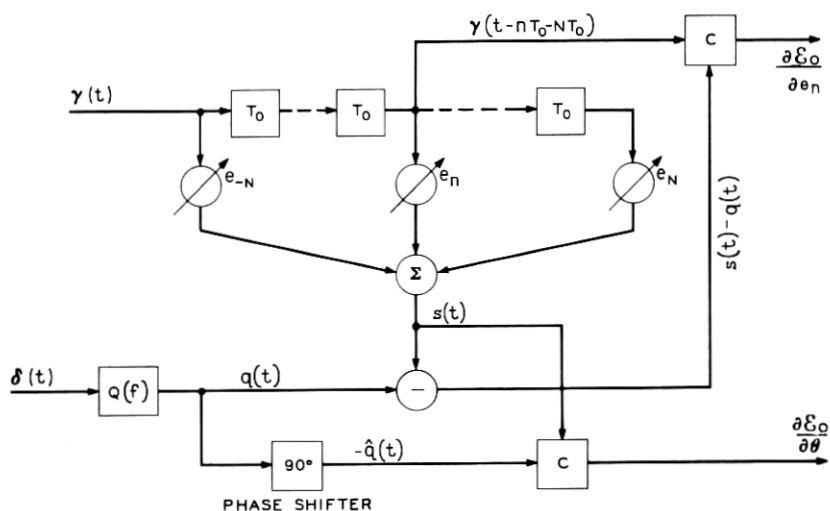 γ(t-nT₀-NT₀)
C
∂ℰ₀
∂eₙ
γ(t)
T₀
T₀
T₀
e₋N
eₙ
e_N
Σ
s(t)-q(t)
s(t)
δ(t)
Q(f)
q(t)
−
∂ℰ₀
∂θ
90°
-q̂(t)
C
PHASE SHIFTER